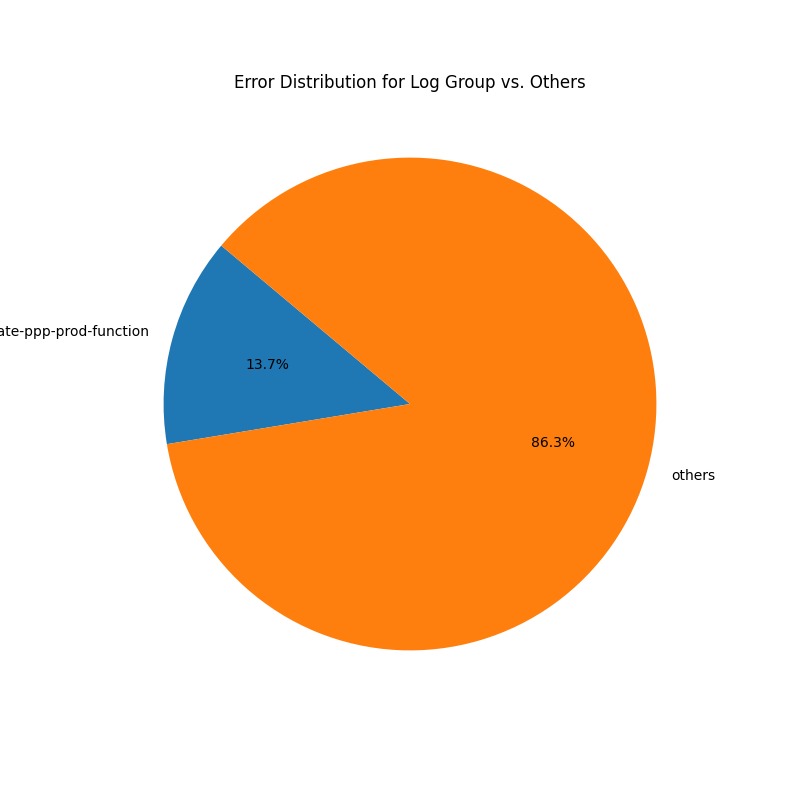 Error Distribution for Log Group vs. Others
ate-ppp-prod-function
13.7%
86.3%
others